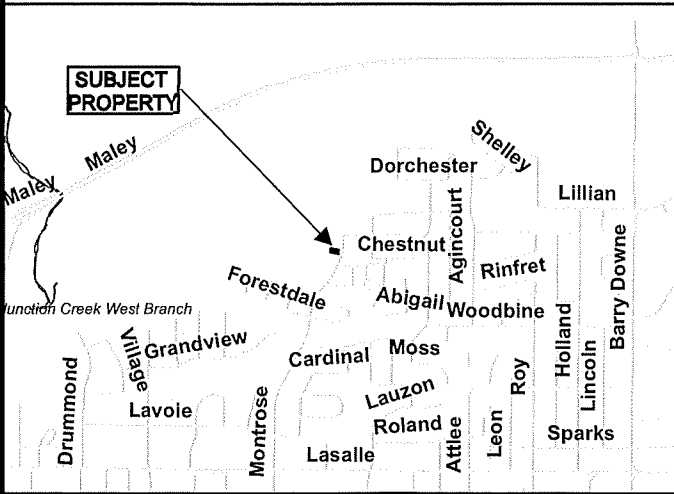 SUBJECT
PROPERTY
Maley
Maley
Shelley
Dorchester
Lillian
Agincourt
Chestnut
Rinfret
Barry Downe
Forestdale
Abigail
Woodbine
Junction Creek West Branch
Village
Grandview
Cardinal
Moss
Holland
Lincoln
Roy
Drummond
Lavoie
Montrose
Lauzon
Roland
Attlee
Leon
Sparks
Lasalle